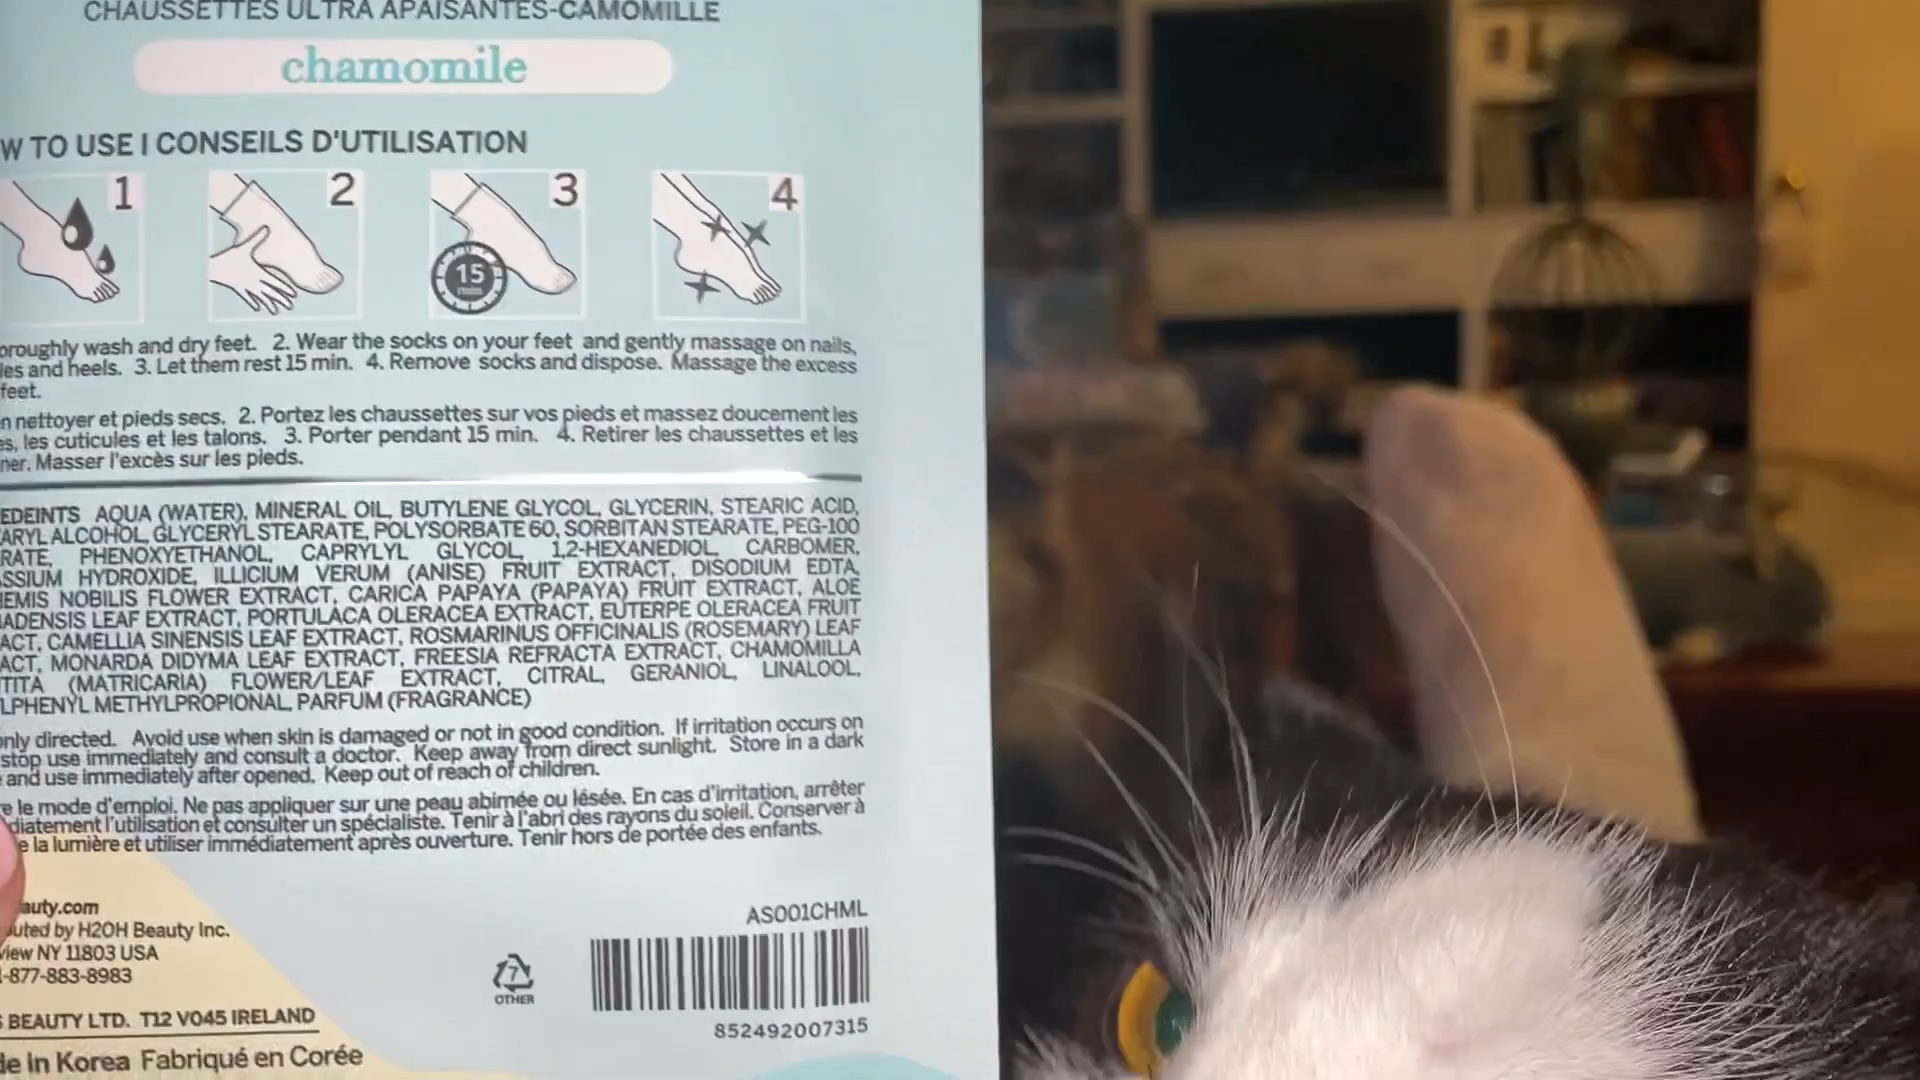 CHAUSSETTES ULTRA APAISANTES-CAMOMILLE
chamomile
W TO USE I CONSEILS D'UTILISATION
1 2 3 4
15
oroughly wash and dry feet. 2. Wear the socks on your feet and gently massage on nails,
les and heels. 3. Let them rest 15 min. 4. Remove socks and dispose. Massage the excess
feet.
n nettoyer et pieds secs. 2. Portez les chaussettes sur vos pieds et massez doucement les
es, les cuticules et les talons. 3. Porter pendant 15 min. 4. Retirer les chaussettes et les
ner. Masser l'excès sur les pieds.
EDEINTS AQUA (WATER), MINERAL OIL, BUTYLENE GLYCOL, GLYCERIN, STEARIC ACID,
ARYL ALCOHOL, GLYCERYL STEARATE, POLYSORBATE 60, SORBITAN STEARATE, PEG-100
RATE, PHENOXYETHANOL, CAPRYLYL GLYCOL, 1,2-HEXANEDIOL, CARBOMER,
SSIUM HYDROXIDE, ILLICIUM VERUM (ANISE) FRUIT EXTRACT, DISODIUM EDTA,
EMIS NOBILIS FLOWER EXTRACT, CARICA PAPAYA (PAPAYA) FRUIT EXTRACT, ALOE
ADENSIS LEAF EXTRACT, PORTULACA OLERACEA EXTRACT, EUTERPE OLERACEA FRUIT
ACT, CAMELLIA SINENSIS LEAF EXTRACT, ROSMARINUS OFFICINALIS (ROSEMARY) LEAF
ACT, MONARDA DIDYMA LEAF EXTRACT, FREESIA REFRACTA EXTRACT, CHAMOMILLA
TITA (MATRICARIA) FLOWER/LEAF EXTRACT, CITRAL, GERANIOL, LINALOOL,
LPHENYL METHYLPROPIONAL, PARFUM (FRAGRANCE)
only directed. Avoid use when skin is damaged or not in good condition. If irritation occurs on
stop use immediately and consult a doctor. Keep away from direct sunlight. Store in a dark
and use immediately after opened. Keep out of reach of children.
e le mode d'emploi. Ne pas appliquer sur une peau abimée ou lésée. En cas d'irritation, arrêter
diatement l'utilisation et consulter un spécialiste. Tenir à l'abri des rayons du soleil. Conserver à
e la lumière et utiliser immédiatement après ouverture. Tenir hors de portée des enfants.
auty.com
uted by H2OH Beauty Inc.
view NY 11803 USA
-877-883-8983
BEAUTY LTD. T12 V045 IRELAND
de In Korea Fabriqué en Corée
7
OTHER
AS001CHML
852492007315